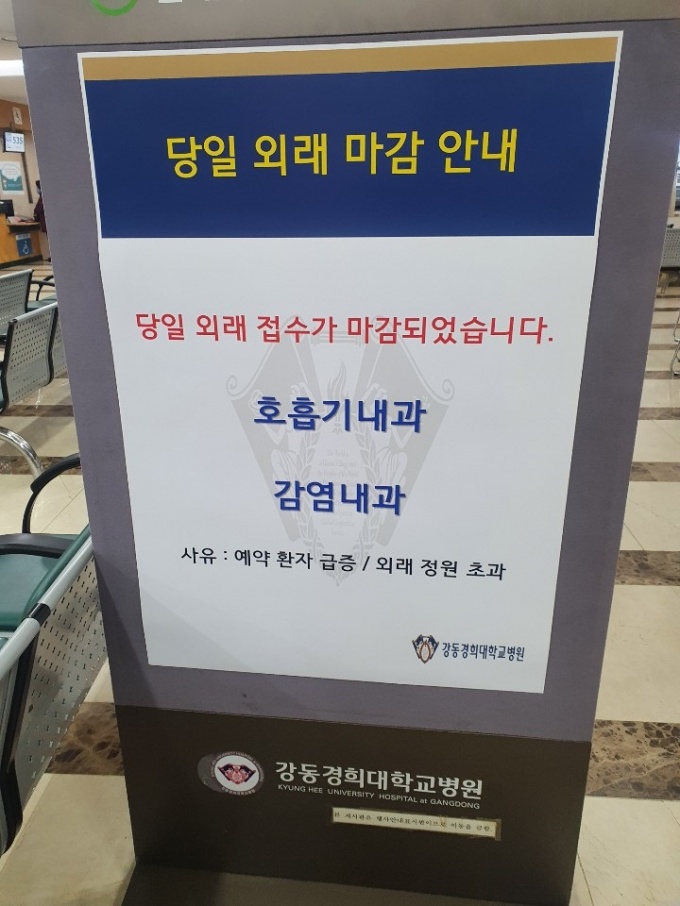 당일 외래 마감 안내
당일 외래 접수가 마감되었습니다.
호흡기내과
감염내과
사유 : 예약 환자 급증 / 외래 정원 초과
강동경희대학교병원
강동경희대학교병원
KYUNG HEE UNIVERSITY HOSPITAL at GANGDONG
535